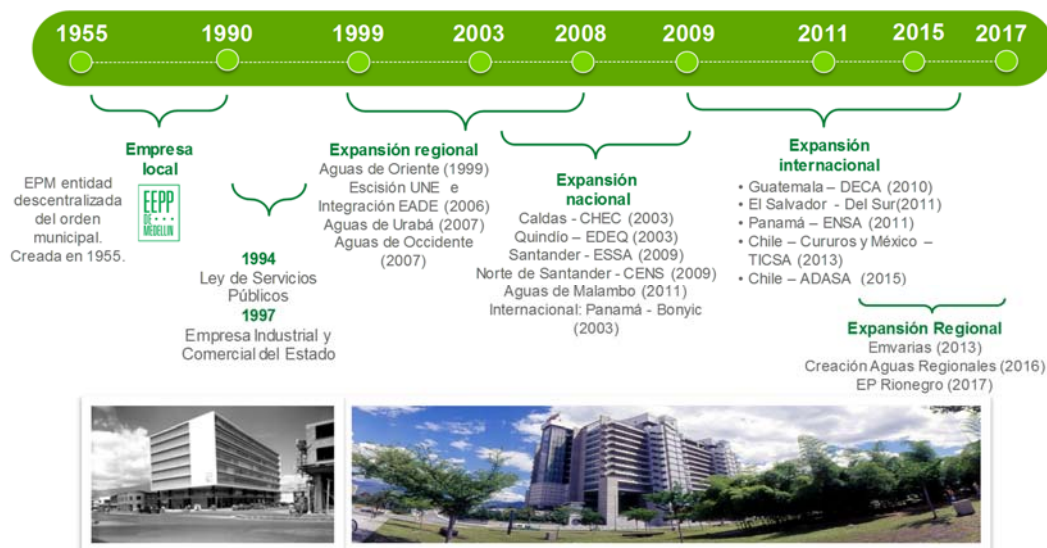 1955 1990 1999 2003 2008 2009 2011 2015 2017
Empresa
local
EPM entidad
descentralizada
del orden
municipal.
Creada en 1955.
EEPP
DE
MEDELLIN
1994
Ley de Servicios
Públicos
1997
Empresa Industrial y
Comercial del Estado
Expansión regional
Aguas de Oriente (1999)
Escisión UNE e
Integración EADE (2006)
Aguas de Urabá (2007)
Aguas de Occidente
(2007)
Expansión
nacional
Caldas - CHEC (2003)
Quindío – EDEQ (2003)
Santander - ESSA (2009)
Norte de Santander - CENS (2009)
Aguas de Malambo (2011)
Internacional: Panamá - Bonyic
(2003)
Expansión
internacional
• Guatemala – DECA (2010)
• El Salvador - Del Sur(2011)
• Panamá – ENSA (2011)
• Chile – Cururos y México –
TICSA (2013)
• Chile – ADASA (2015)
Expansión Regional
Emvarias (2013)
Creación Aguas Regionales (2016)
EP Rionegro (2017)